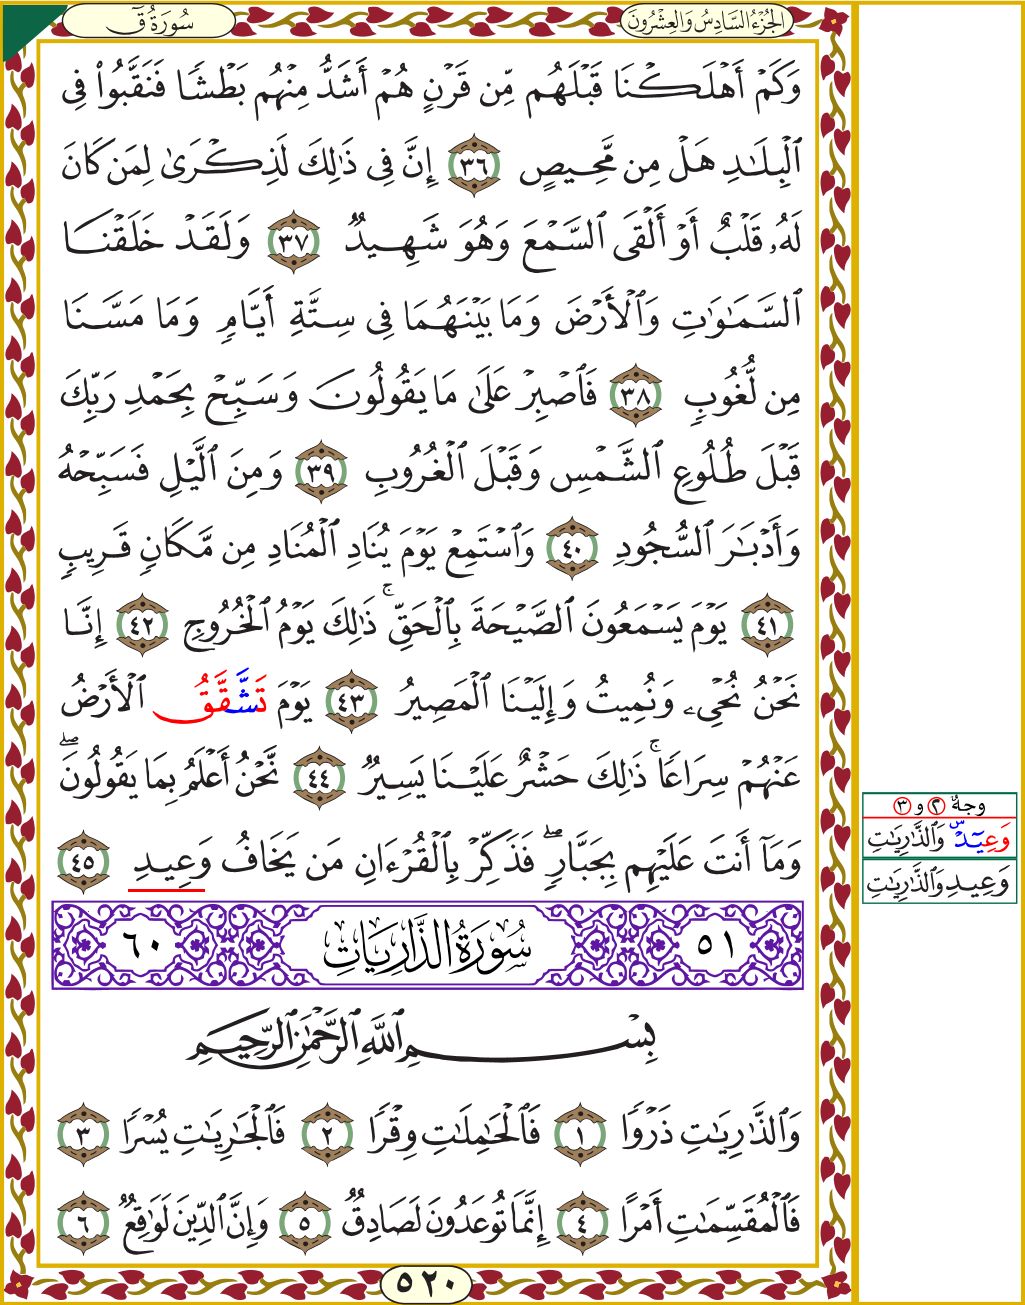 سُورَةُ قٓ
الجُزْءُ السَّادِسُ وَالعِشْرُونَ
وَكَمْ أَهْلَكْنَا قَبْلَهُم مِّن قَرْنٍ هُمْ أَشَدُّ مِنْهُم بَطْشًا فَنَقَّبُوا۟ فِى
ٱلْبِلَـٰدِ هَلْ مِن مَّحِيصٍ ٣٦ إِنَّ فِى ذَٰلِكَ لَذِكْرَىٰ لِمَن كَانَ
لَهُۥ قَلْبٌ أَوْ أَلْقَى ٱلسَّمْعَ وَهُوَ شَهِيدٌ ٣٧ وَلَقَدْ خَلَقْنَا
ٱلسَّمَـٰوَٰتِ وَٱلْأَرْضَ وَمَا بَيْنَهُمَا فِى سِتَّةِ أَيَّامٍ وَمَا مَسَّنَا
مِن لُّغُوبٍ ٣٨ فَٱصْبِرْ عَلَىٰ مَا يَقُولُونَ وَسَبِّحْ بِحَمْدِ رَبِّكَ
قَبْلَ طُلُوعِ ٱلشَّمْسِ وَقَبْلَ ٱلْغُرُوبِ ٣٩ وَمِنَ ٱلَّيْلِ فَسَبِّحْهُ
وَأَدْبَـٰرَ ٱلسُّجُودِ ٤٠ وَٱسْتَمِعْ يَوْمَ يُنَادِ ٱلْمُنَادِ مِن مَّكَانٍ قَرِيبٍ
٤١ يَوْمَ يَسْمَعُونَ ٱلصَّيْحَةَ بِٱلْحَقِّ ۚ ذَٰلِكَ يَوْمُ ٱلْخُرُوجِ ٤٢ إِنَّا
نَحْنُ نُحْىِۦ وَنُمِيتُ وَإِلَيْنَا ٱلْمَصِيرُ ٤٣ يَوْمَ تَشَّقَّقُ ٱلْأَرْضُ
عَنْهُمْ سِرَاعًا ۚ ذَٰلِكَ حَشْرٌ عَلَيْنَا يَسِيرٌ ٤٤ نَّحْنُ أَعْلَمُ بِمَا يَقُولُونَ ۖ
وَمَآ أَنتَ عَلَيْهِم بِجَبَّارٍ ۖ فَذَكِّرْ بِٱلْقُرْءَانِ مَن يَخَافُ وَعِيدِ ٤٥
٥١ سُورَةُ الذَّارِيَاتِ ٦٠
بِسْمِ ٱللَّهِ ٱلرَّحْمَـٰنِ ٱلرَّحِيمِ
وَٱلذَّٰرِيَـٰتِ ذَرْوًا ١ فَٱلْحَـٰمِلَـٰتِ وِقْرًا ٢ فَٱلْجَـٰرِيَـٰتِ يُسْرًا ٣
فَٱلْمُقَسِّمَـٰتِ أَمْرًا ٤ إِنَّمَا تُوعَدُونَ لَصَادِقٌ ٥ وَإِنَّ ٱلدِّينَ لَوَٰقِعٌ ٦
٥٢٠
وجهٌ ٢ و ٣
وَعِيدْۜ وَٱلذَّٰرِيَـٰتِ
وَعِيدِ وَٱلذَّٰرِيَـٰتِ